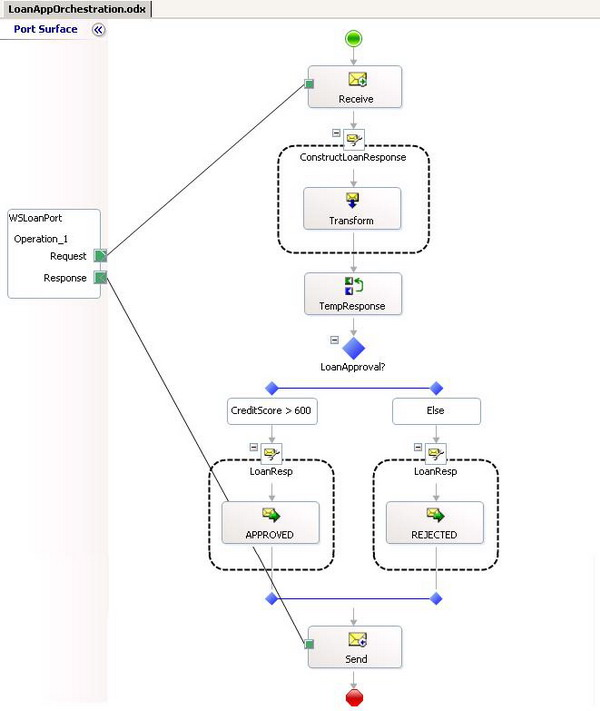 LoanAppOrchestration.odx
Port Surface
Receive
ConstructLoanResponse
Transform
WSLoanPort
Operation_1
Request
Response
TempResponse
LoanApproval?
CreditScore > 600
Else
LoanResp
LoanResp
APPROVED
REJECTED
Send